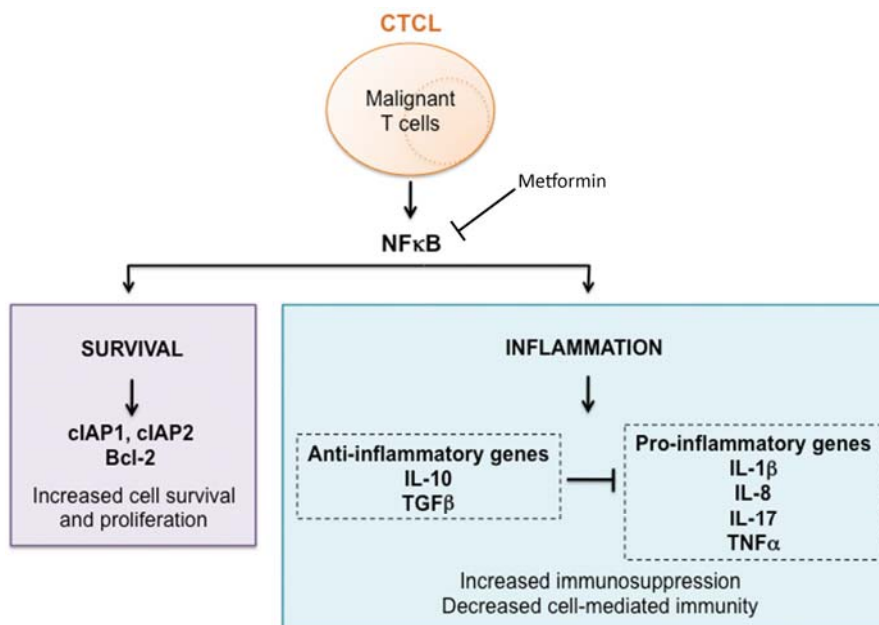 CTCL
Malignant
T cells
Metformin
NFκB
SURVIVAL
cIAP1, cIAP2
Bcl-2
Increased cell survival
and proliferation
INFLAMMATION
Anti-inflammatory genes
IL-10
TGFβ
Pro-inflammatory genes
IL-1β
IL-8
IL-17
TNFα
Increased immunosuppression
Decreased cell-mediated immunity